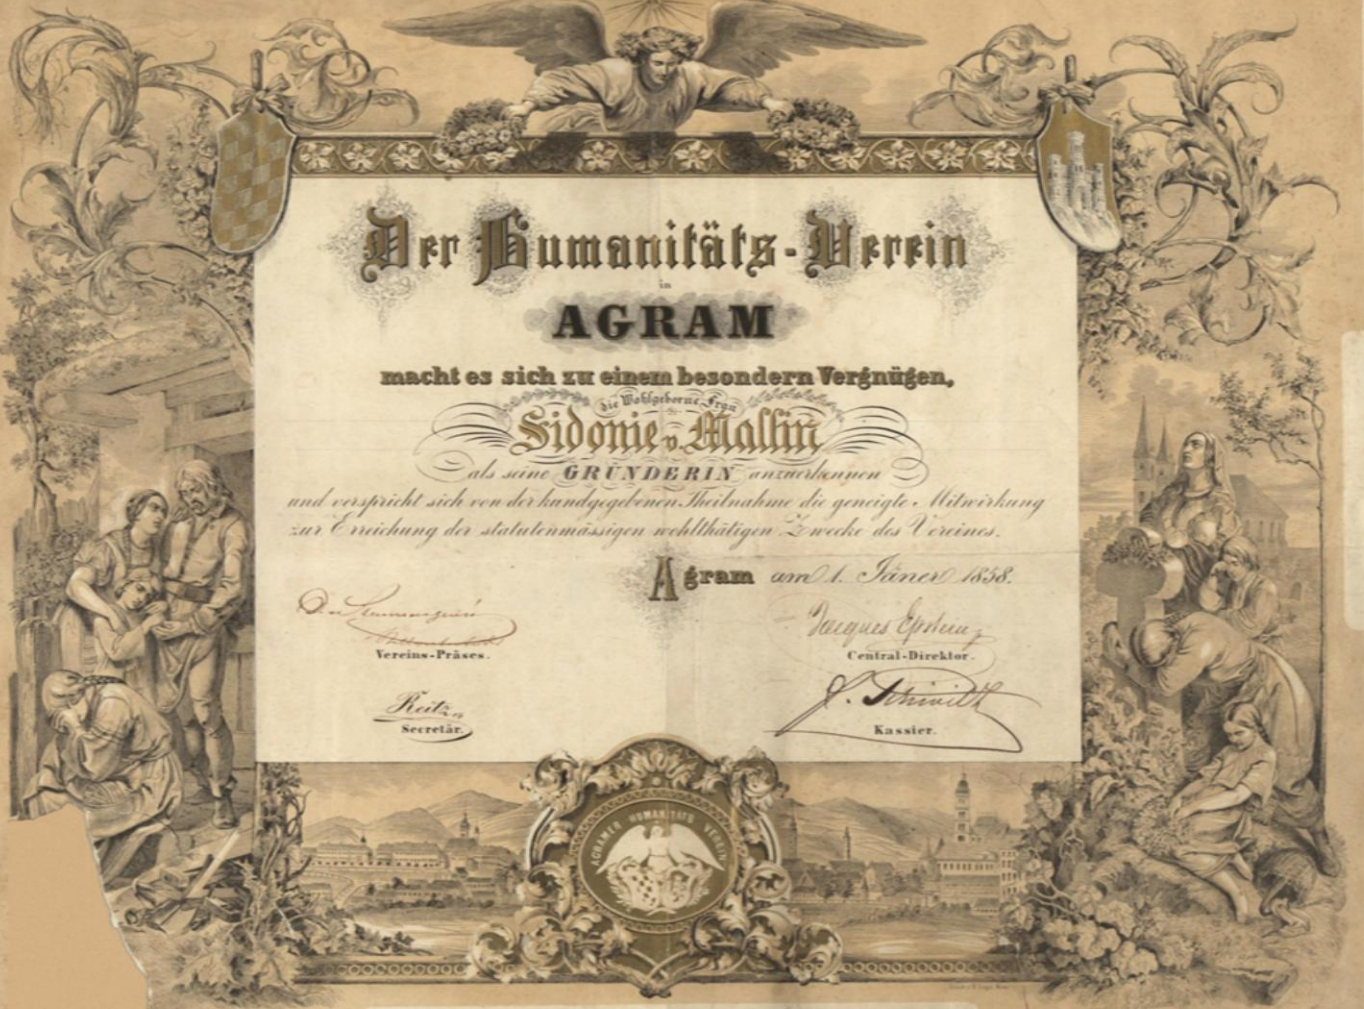 Der Humanitäts-Verein
in
AGRAM
macht es sich zu einem besondern Vergnügen,
die Wohlgeborne Frau
Sidonie v. Mallin
als seine GRÜNDERIN anzuerkennen
und verspricht sich von der kundgegebenen Theilnahme die geneigte Mitwirkung
zur Erreichung der statutenmässigen wohlthätigen Zwecke des Vereines.
Agram am 1. Jäner 1858.
Vereins-Präses.
Jacques Epstein
Central-Direktor.
Reitz
Secretär.
J. Schmidt
Kassier.
AGRAMER HUMANITÄTS VEREIN